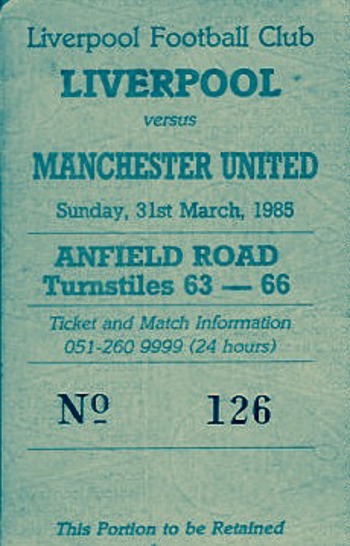 Liverpool Football Club
LIVERPOOL
versus
MANCHESTER UNITED
Sunday, 31st March, 1985
ANFIELD ROAD
Turnstiles 63 — 66
Ticket and Match Information
051-260 9999 (24 hours)
Nº 126
This Portion to be Retained